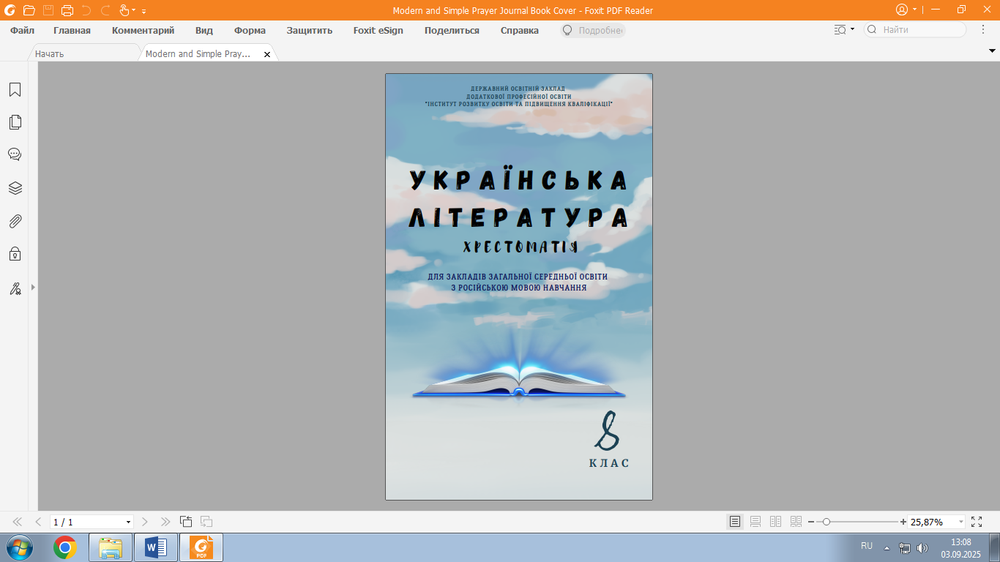 Modern and Simple Prayer Journal Book Cover - Foxit PDF Reader
Файл Главная Комментарий Вид Форма Защитить Foxit eSign Поделиться Справка Подробнее Найти
Начать Modern and Simple Pray...
ДЕРЖАВНИЙ ОСВІТНІЙ ЗАКЛАД
ДОДАТКОВОЇ ПРОФЕСІЙНОЇ ОСВІТИ
"ІНСТИТУТ РОЗВИТКУ ОСВІТИ ТА ПІДВИЩЕННЯ КВАЛІФІКАЦІЇ"
УКРАЇНСЬКА
ЛІТЕРАТУРА
ХРЕСТОМАТІЯ
ДЛЯ ЗАКЛАДІВ ЗАГАЛЬНОЇ СЕРЕДНЬОЇ ОСВІТИ
З РОСІЙСЬКОЮ МОВОЮ НАВЧАННЯ
8
КЛАС
1 / 1 25,87%
PDF
RU 13:08
03.09.2025